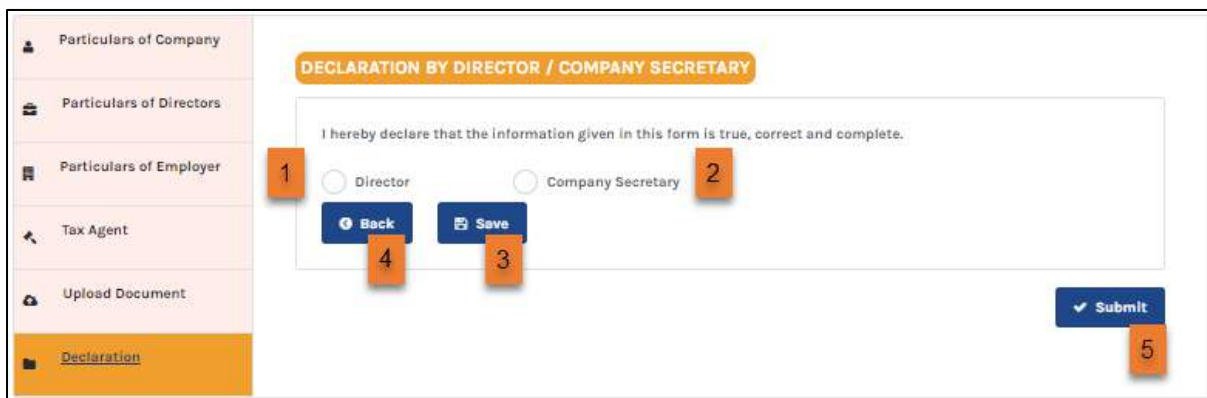 Particulars of Company
Particulars of Directors
Particulars of Employer
Tax Agent
Upload Document
Declaration
DECLARATION BY DIRECTOR / COMPANY SECRETARY
I hereby declare that the information given in this form is true, correct and complete.
1 Director Company Secretary 2
Back Save
4 3
Submit
5